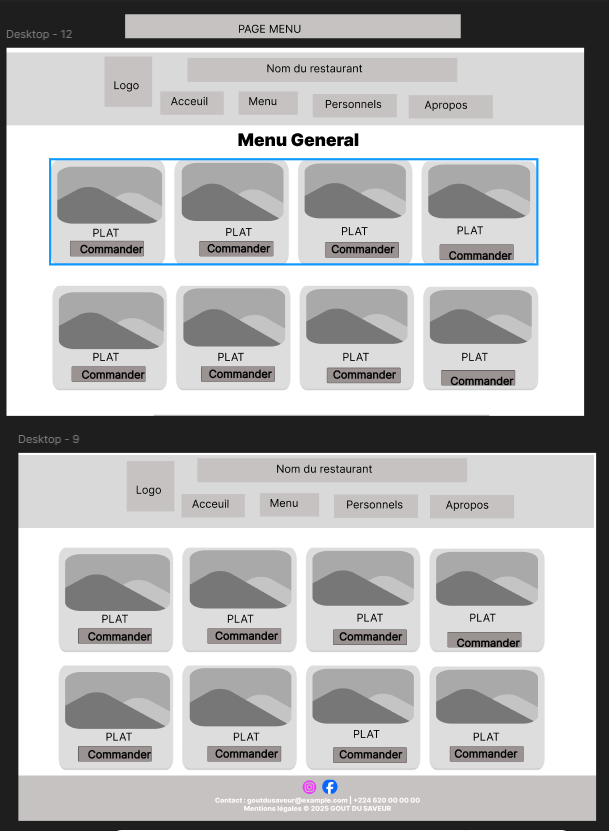 PAGE MENU
Desktop - 12
Nom du restaurant
Logo
Acceuil Menu Personnels Apropos
Menu General
PLAT PLAT PLAT PLAT
Commander Commander Commander Commander
PLAT PLAT PLAT PLAT
Commander Commander Commander Commander
Desktop - 9
Nom du restaurant
Logo
Acceuil Menu Personnels Apropos
PLAT PLAT PLAT PLAT
Commander Commander Commander Commander
PLAT PLAT PLAT PLAT
Commander Commander Commander Commander
Contact : goutdusaveur@example.com | +224 620 00 00 00
Mentions légales © 2025 GOUT DU SAVEUR